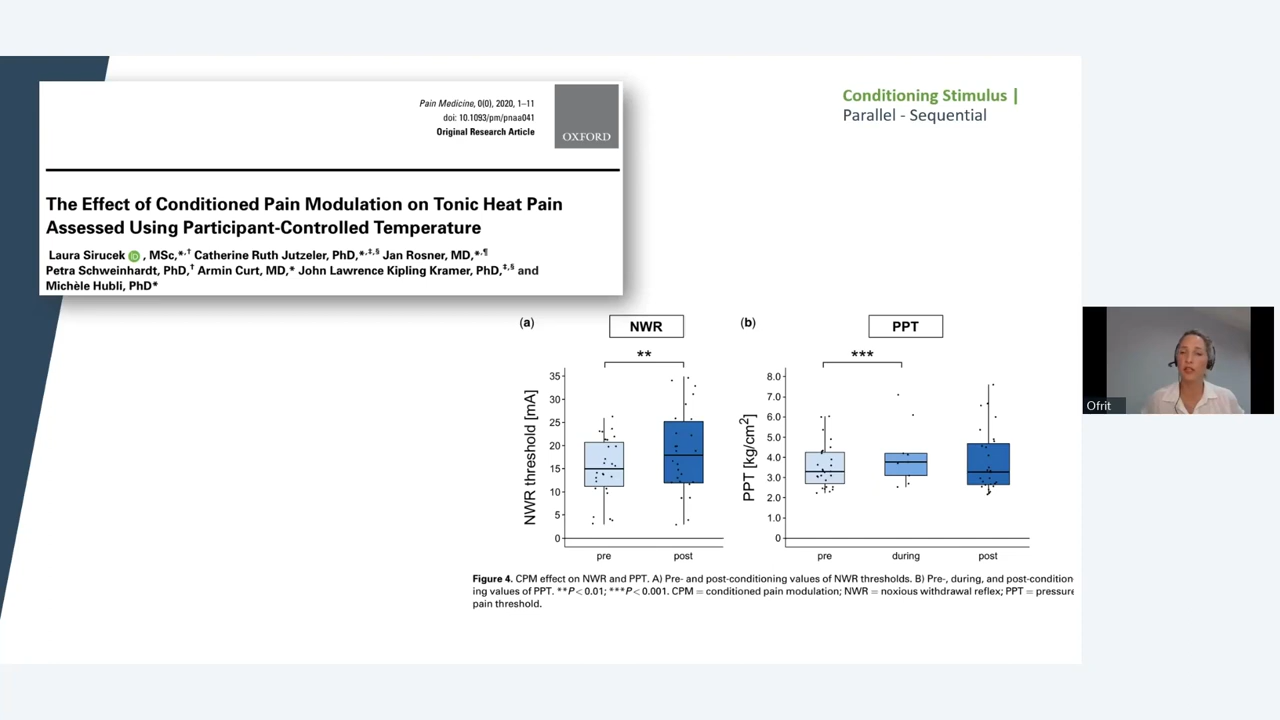 Pain Medicine, 0(0), 2020, 1–11
doi: 10.1093/pm/pnaa041
Original Research Article
OXFORD
The Effect of Conditioned Pain Modulation on Tonic Heat Pain
Assessed Using Participant-Controlled Temperature
Laura Sirucek iD , MSc,*,† Catherine Ruth Jutzeler, PhD,*,‡,§ Jan Rosner, MD,*,¶
Petra Schweinhardt, PhD,† Armin Curt, MD,* John Lawrence Kipling Kramer, PhD,‡,§ and
Michèle Hubli, PhD*
Conditioning Stimulus |
Parallel - Sequential
(a)
NWR
**
NWR threshold [mA]
35
30
25
20
15
10
5
0
pre
post
(b)
PPT
***
PPT [kg/cm2]
8.0
7.0
6.0
5.0
4.0
3.0
2.0
1.0
0
pre
during
post
Figure 4. CPM effect on NWR and PPT. A) Pre- and post-conditioning values of NWR thresholds. B) Pre-, during, and post-condition
ing values of PPT. **P<0.01; ***P<0.001. CPM = conditioned pain modulation; NWR = noxious withdrawal reflex; PPT = pressure
pain threshold.
Ofrit